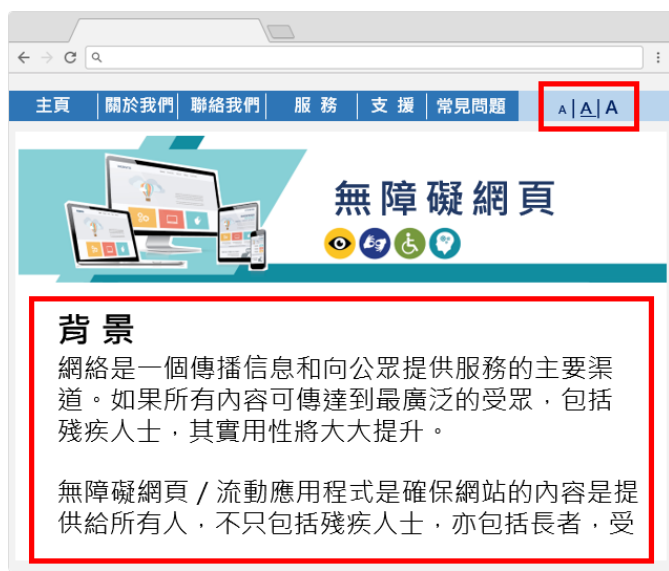 主頁 關於我們 聯絡我們 服務 支援 常見問題 A A A
無障礙網頁
背景
網絡是一個傳播信息和向公眾提供服務的主要渠
道。如果所有內容可傳達到最廣泛的受眾，包括
殘疾人士，其實用性將大大提升。
無障礙網頁 / 流動應用程式是確保網站的內容是提
供給所有人，不只包括殘疾人士，亦包括長者，受